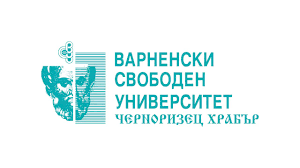 ВАРНЕНСКИ
СВОБОДЕН
УНИВЕРСИТЕТ
ЧЕРНОРИЗЕЦ ХРАБЪР